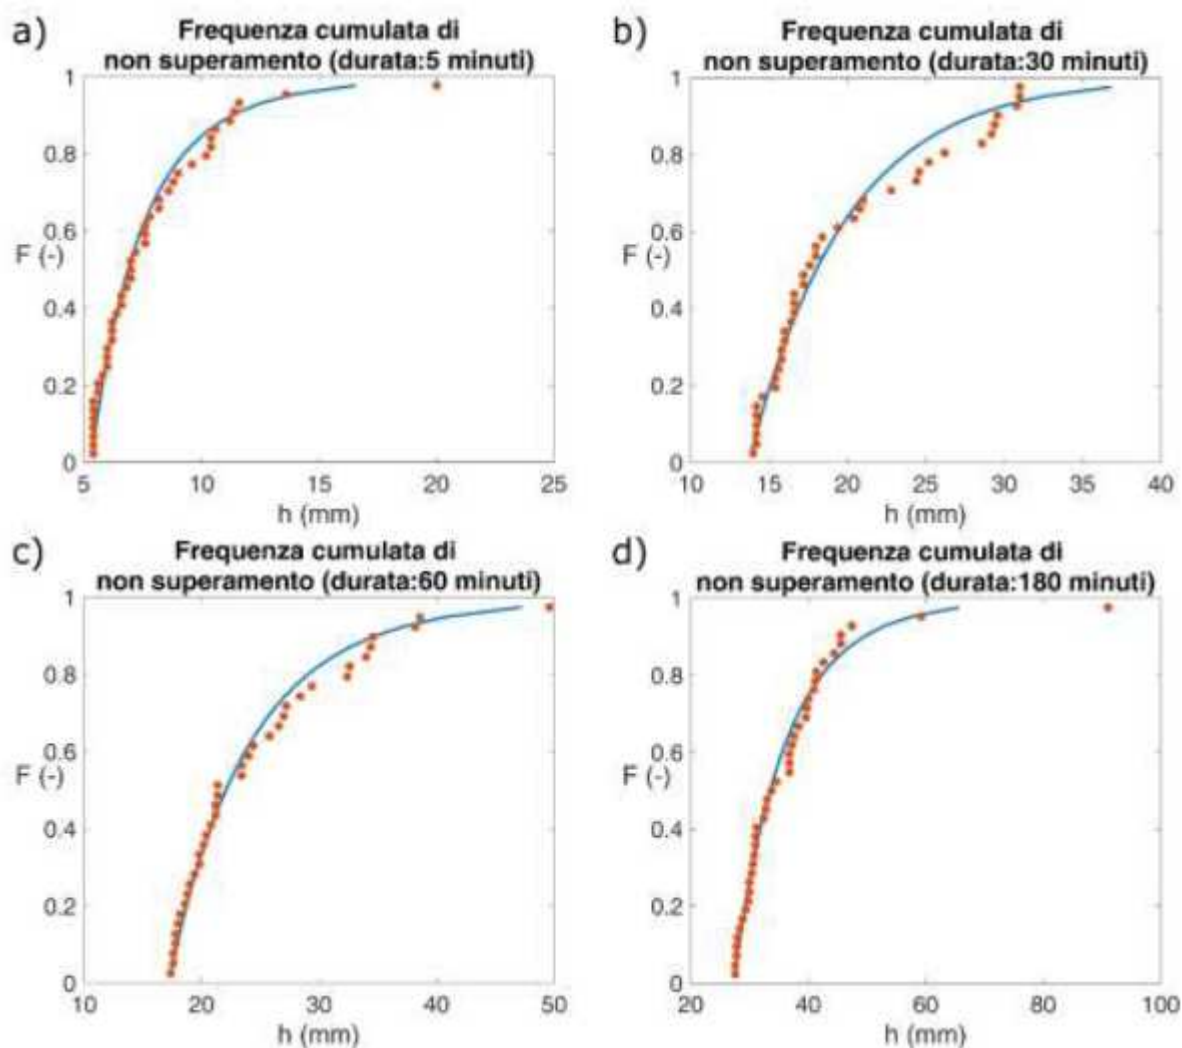 a) Frequenza cumulata di
non superamento (durata:5 minuti)
1
0.8
0.6
F (-)
0.4
0.2
0
5 10 15 20 25
h (mm)
b) Frequenza cumulata di
non superamento (durata:30 minuti)
1
0.8
0.6
F (-)
0.4
0.2
0
10 15 20 25 30 35 40
h (mm)
c) Frequenza cumulata di
non superamento (durata:60 minuti)
1
0.8
0.6
F (-)
0.4
0.2
0
10 20 30 40 50
h (mm)
d) Frequenza cumulata di
non superamento (durata:180 minuti)
1
0.8
0.6
F (-)
0.4
0.2
0
20 40 60 80 100
h (mm)